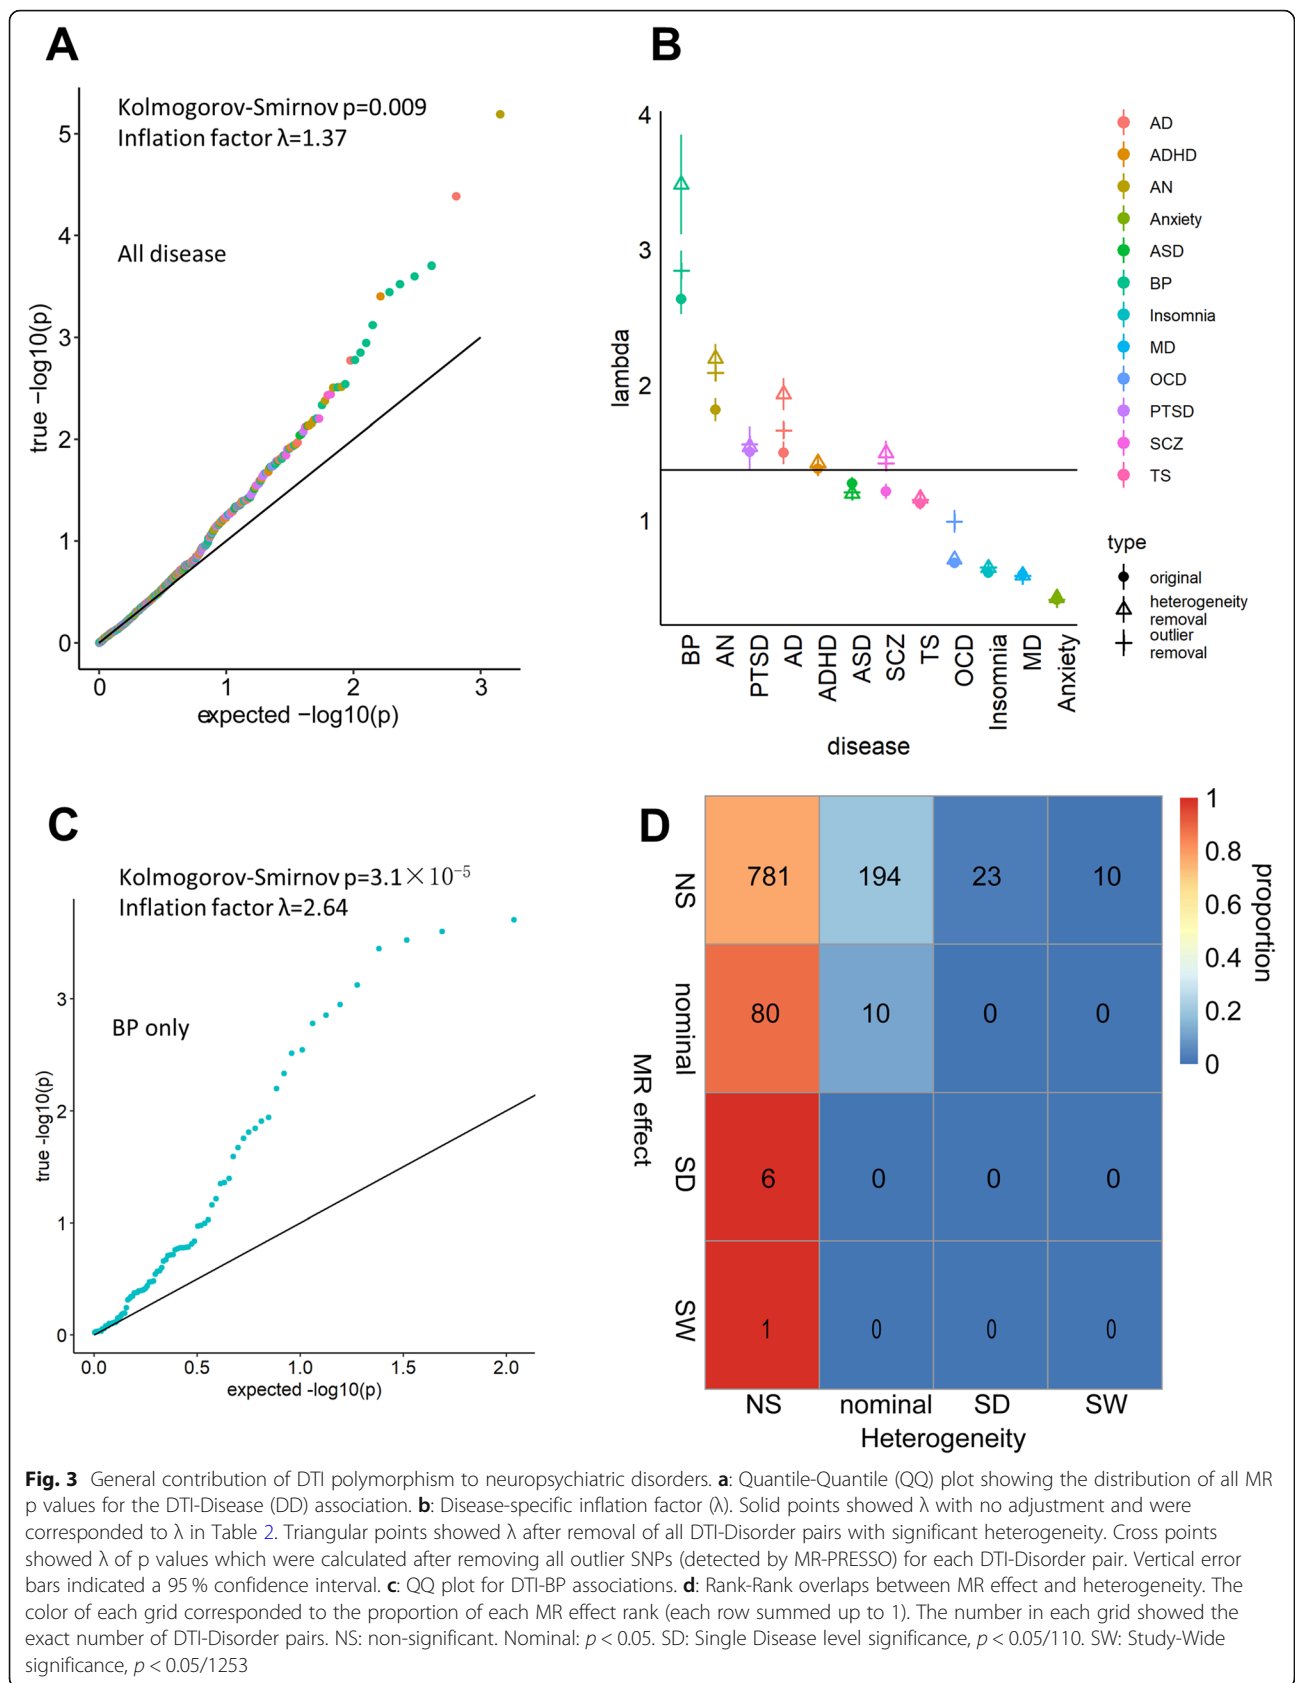 A
Kolmogorov-Smirnov p=0.009
Inflation factor λ=1.37
All disease
true −log10(p)
5
4
3
2
1
0
0 1 2 3
expected −log10(p)
B
lambda
4
3
2
1
BP AN PTSD AD ADHD ASD SCZ TS OCD Insomnia MD Anxiety
disease
AD
ADHD
AN
Anxiety
ASD
BP
Insomnia
MD
OCD
PTSD
SCZ
TS
type
original
heterogeneity
removal
outlier
removal
C
Kolmogorov-Smirnov p=3.1×10⁻⁵
Inflation factor λ=2.64
BP only
true -log10(p)
3
2
1
0
0.0 0.5 1.0 1.5 2.0
expected -log10(p)
D
NS 781 194 23 10
nominal 80 10 0 0
SD 6 0 0 0
SW 1 0 0 0
MR effect
NS nominal SD SW
Heterogeneity
1
0.8
0.6
0.4
0.2
0
proportion
Fig. 3 General contribution of DTI polymorphism to neuropsychiatric disorders. a: Quantile-Quantile (QQ) plot showing the distribution of all MR
p values for the DTI-Disease (DD) association. b: Disease-specific inflation factor (λ). Solid points showed λ with no adjustment and were
corresponded to λ in Table 2. Triangular points showed λ after removal of all DTI-Disorder pairs with significant heterogeneity. Cross points
showed λ of p values which were calculated after removing all outlier SNPs (detected by MR-PRESSO) for each DTI-Disorder pair. Vertical error
bars indicated a 95 % confidence interval. c: QQ plot for DTI-BP associations. d: Rank-Rank overlaps between MR effect and heterogeneity. The
color of each grid corresponded to the proportion of each MR effect rank (each row summed up to 1). The number in each grid showed the
exact number of DTI-Disorder pairs. NS: non-significant. Nominal: p < 0.05. SD: Single Disease level significance, p < 0.05/110. SW: Study-Wide
significance, p < 0.05/1253